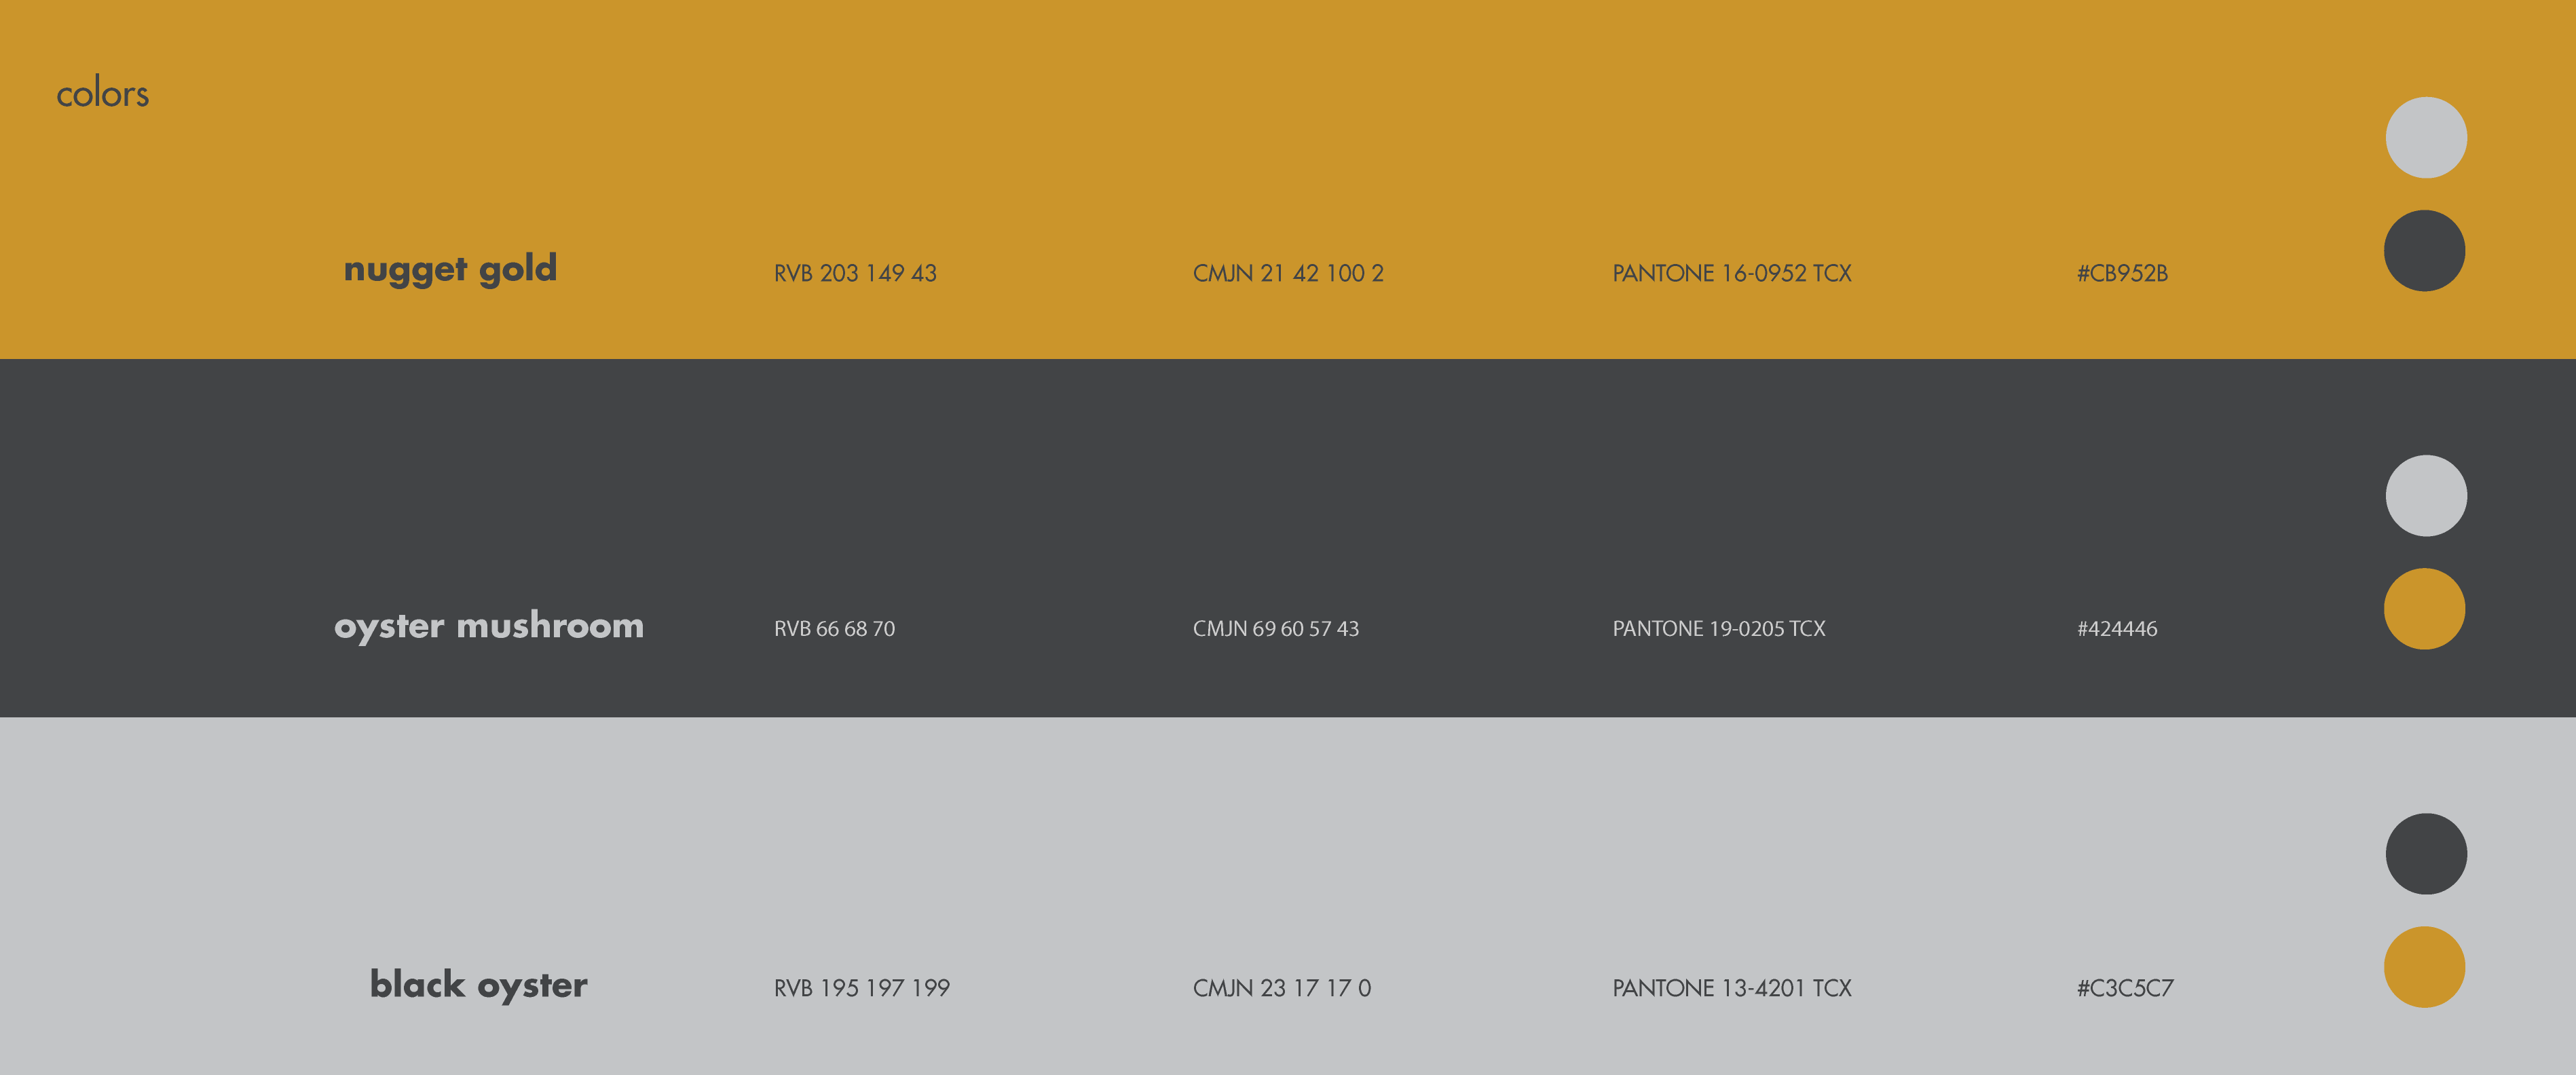 colors
nugget gold RVB 203 149 43 CMJN 21 42 100 2 PANTONE 16-0952 TCX #CB952B
oyster mushroom RVB 66 68 70 CMJN 69 60 57 43 PANTONE 19-0205 TCX #424446
black oyster RVB 195 197 199 CMJN 23 17 17 0 PANTONE 13-4201 TCX #C3C5C7